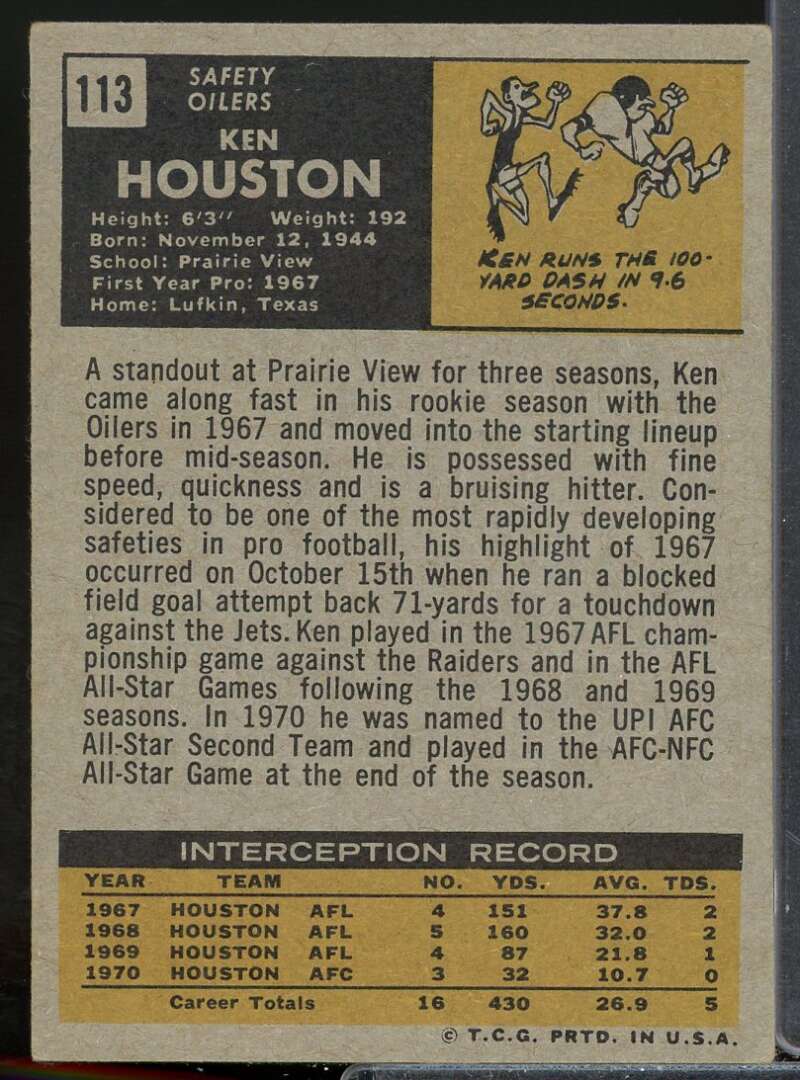 113
SAFETY
OILERS
KEN
HOUSTON
Height: 6'3" Weight: 192
Born: November 12, 1944
School: Prairie View
First Year Pro: 1967
Home: Lufkin, Texas
KEN RUNS THE 100-
YARD DASH IN 9.6
SECONDS.
A standout at Prairie View for three seasons, Ken
came along fast in his rookie season with the
Oilers in 1967 and moved into the starting lineup
before mid-season. He is possessed with fine
speed, quickness and is a bruising hitter. Con-
sidered to be one of the most rapidly developing
safeties in pro football, his highlight of 1967
occurred on October 15th when he ran a blocked
field goal attempt back 71-yards for a touchdown
against the Jets. Ken played in the 1967 AFL cham-
pionship game against the Raiders and in the AFL
All-Star Games following the 1968 and 1969
seasons. In 1970 he was named to the UPI AFC
All-Star Second Team and played in the AFC-NFC
All-Star Game at the end of the season.
INTERCEPTION RECORD
YEAR TEAM NO. YDS. AVG. TDS.
1967 HOUSTON AFL 4 151 37.8 2
1968 HOUSTON AFL 5 160 32.0 2
1969 HOUSTON AFL 4 87 21.8 1
1970 HOUSTON AFC 3 32 10.7 0
Career Totals 16 430 26.9 5
© T.C.G. PRTD. IN U.S.A.